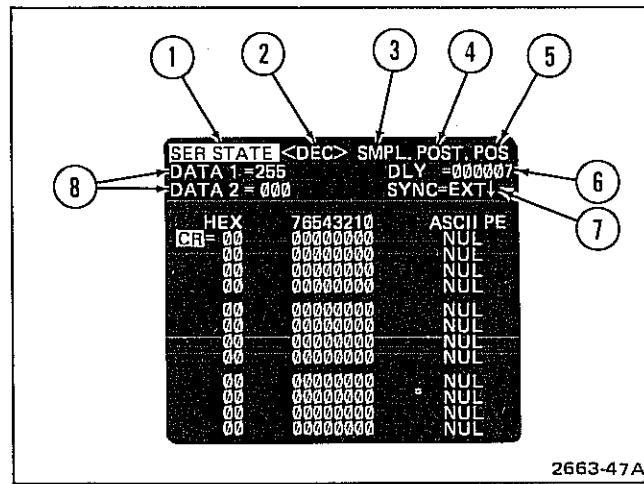 1 2 3 4 5
SER STATE <DEC> SMPL. POST. POS
DATA 1 =255 DLY =000007
8 6
DATA 2 = 000 SYNC=EXT↓
7
HEX 76543210 ASCII PE
CR= 00 00000000 NUL
00 00000000 NUL
00 00000000 NUL
00 00000000 NUL
00 00000000 NUL
00 00000000 NUL
00 00000000 NUL
00 00000000 NUL
00 00000000 NUL
00 00000000 NUL
00 00000000 NUL
00 00000000 NUL
2663-47A